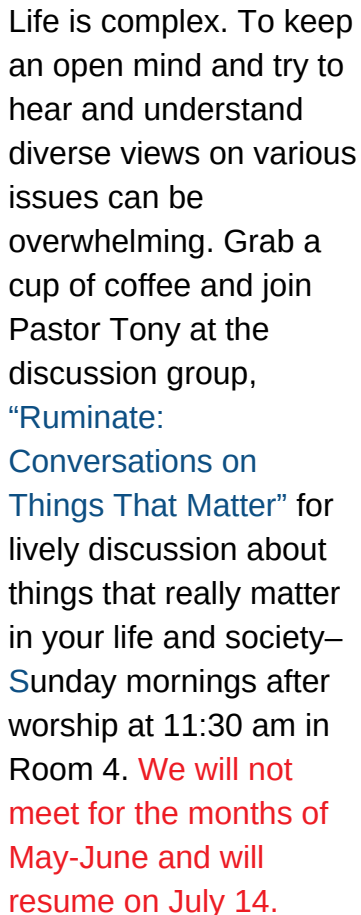 Life is complex. To keep
an open mind and try to
hear and understand
diverse views on various
issues can be
overwhelming. Grab a
cup of coffee and join
Pastor Tony at the
discussion group,
“Ruminate:
Conversations on
Things That Matter” for
lively discussion about
things that really matter
in your life and society–
Sunday mornings after
worship at 11:30 am in
Room 4. We will not
meet for the months of
May-June and will
resume on July 14.